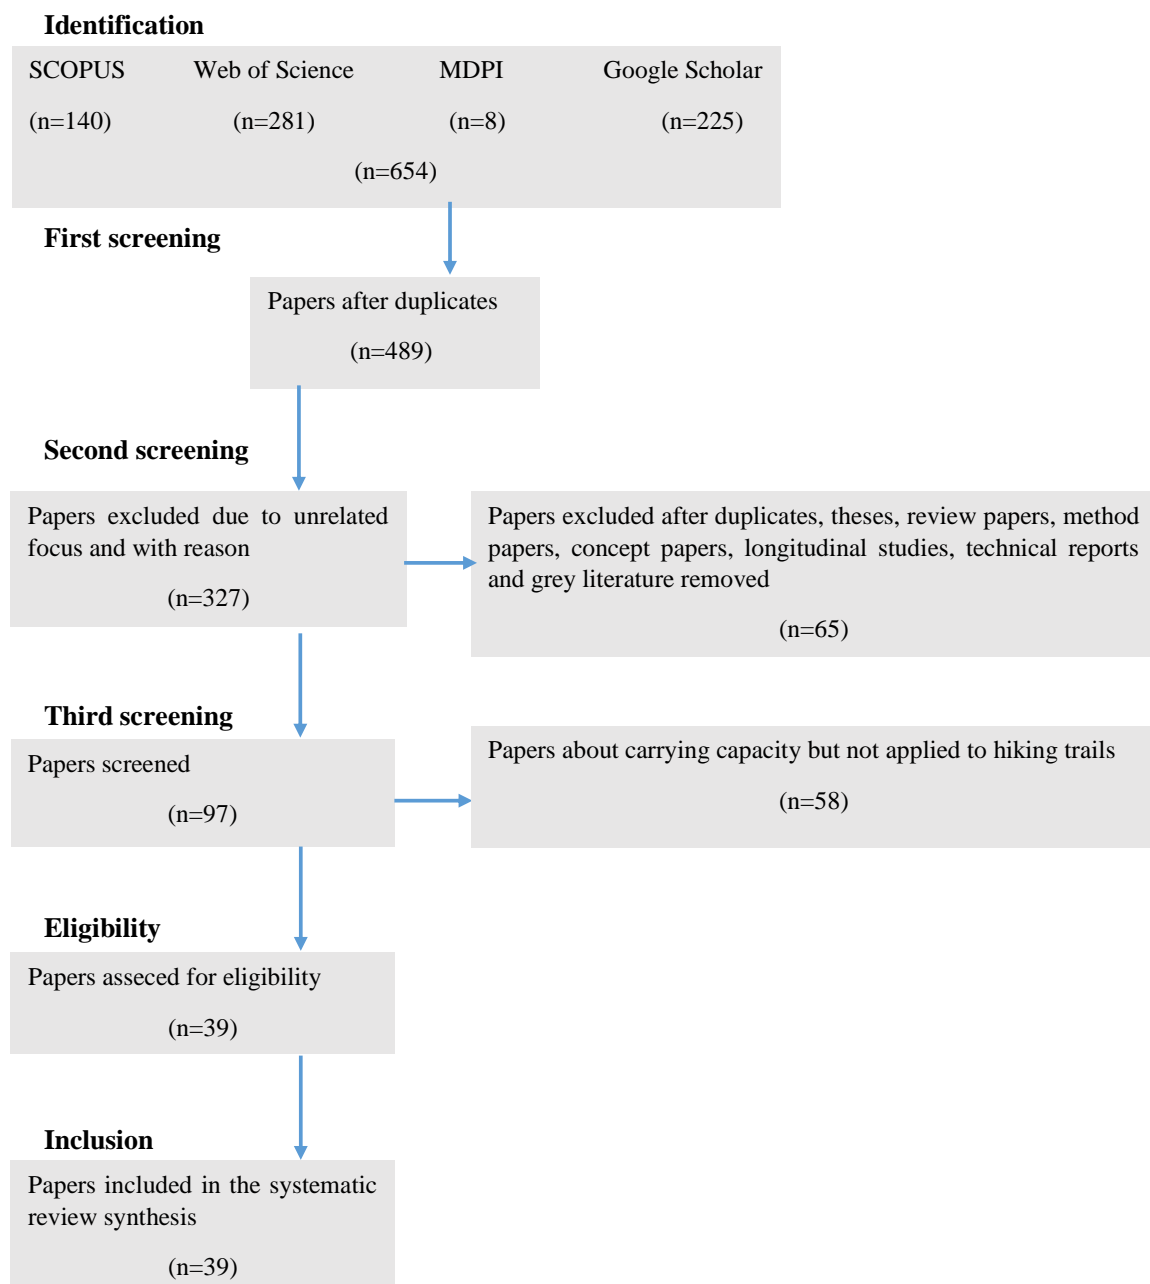 Identification
SCOPUS Web of Science MDPI Google Scholar
(n=140) (n=281) (n=8) (n=225)
(n=654)
First screening
Papers after duplicates
(n=489)
Second screening
Papers excluded due to unrelated
focus and with reason
(n=327)
Papers excluded after duplicates, theses, review papers, method
papers, concept papers, longitudinal studies, technical reports
and grey literature removed
(n=65)
Third screening
Papers screened
(n=97)
Papers about carrying capacity but not applied to hiking trails
(n=58)
Eligibility
Papers asseced for eligibility
(n=39)
Inclusion
Papers included in the systematic
review synthesis
(n=39)